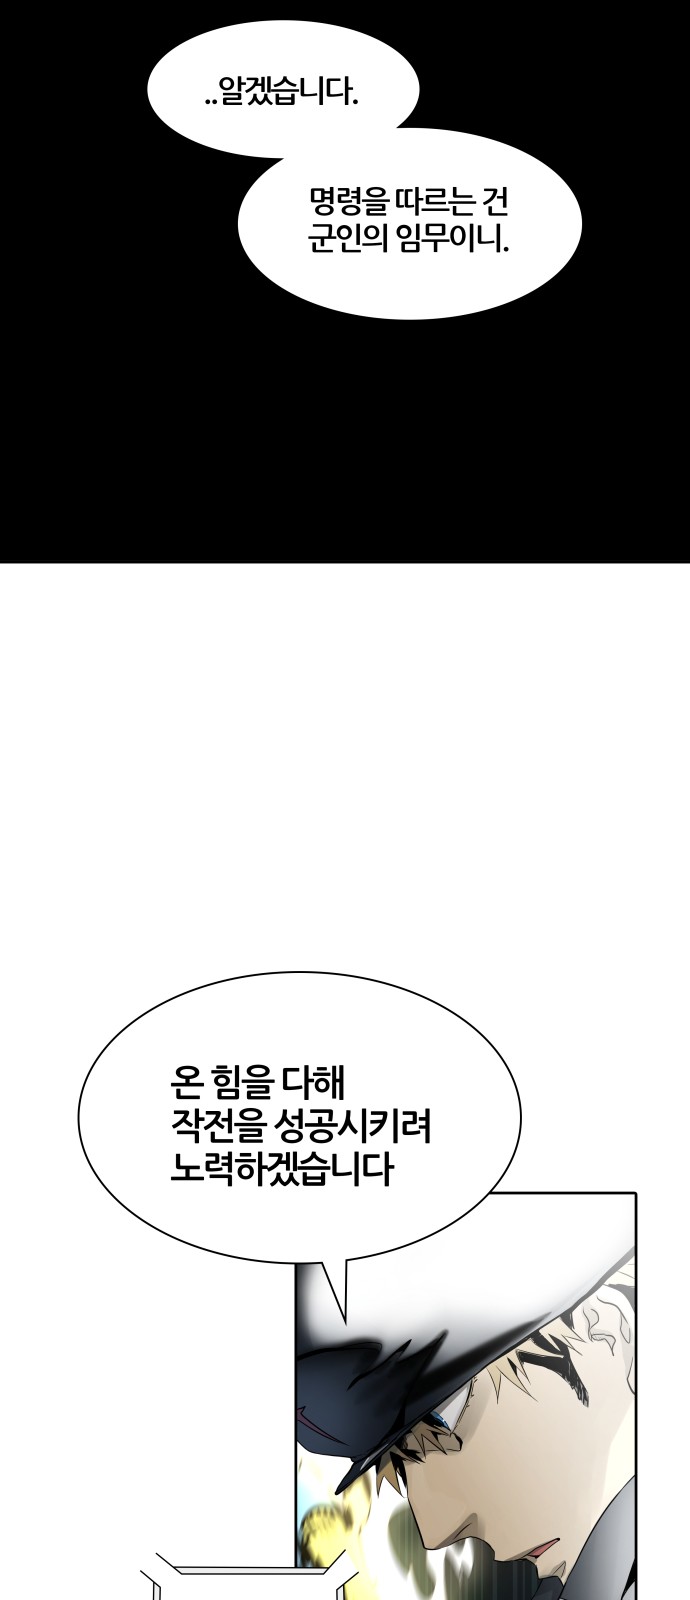 ..알겠습니다.
명령을 따르는 건
군인의 임무이니.
온 힘을 다해
작전을 성공시키려
노력하겠습니다